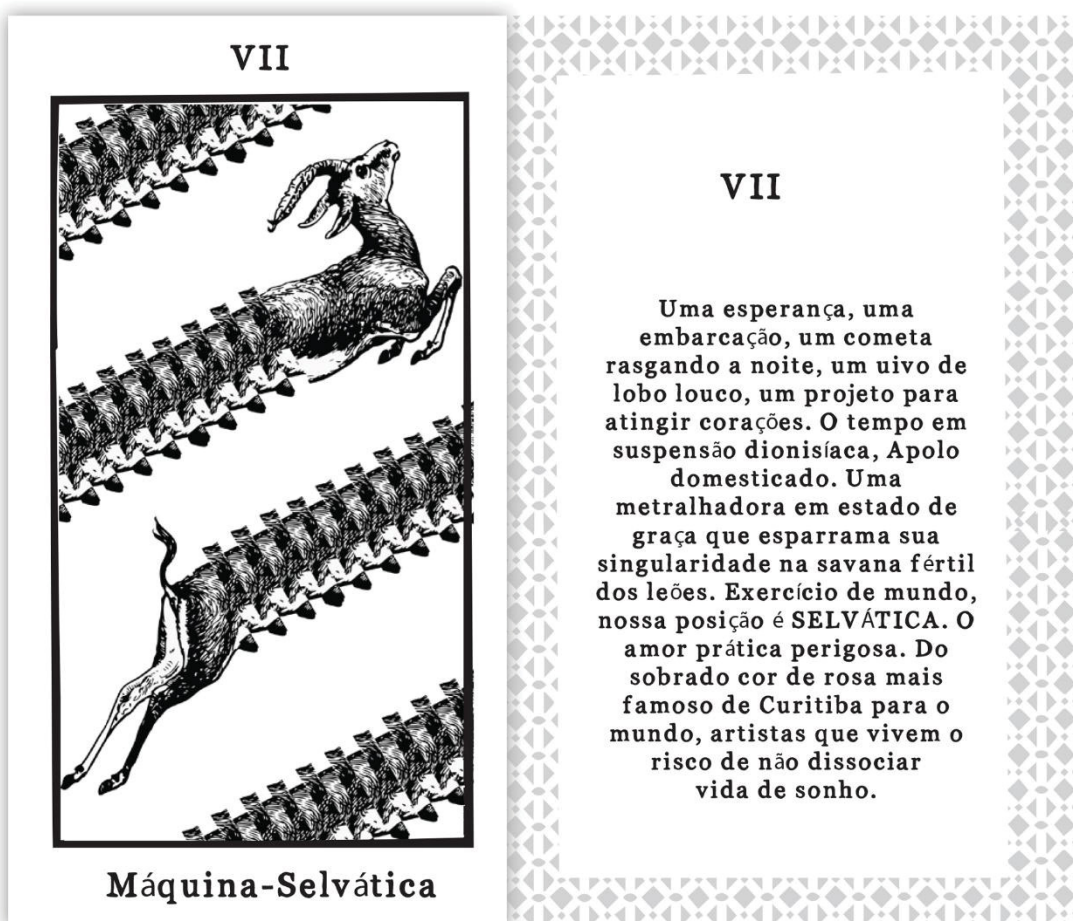 VII
Máquina-Selvática
VII
Uma esperança, uma
embarcação, um cometa
rasgando a noite, um uivo de
lobo louco, um projeto para
atingir corações. O tempo em
suspensão dionisíaca, Apolo
domesticado. Uma
metralhadora em estado de
graça que esparrama sua
singularidade na savana fértil
dos leões. Exercício de mundo,
nossa posição é SELVÁTICA. O
amor prática perigosa. Do
sobrado cor de rosa mais
famoso de Curitiba para o
mundo, artistas que vivem o
risco de não dissociar
vida de sonho.